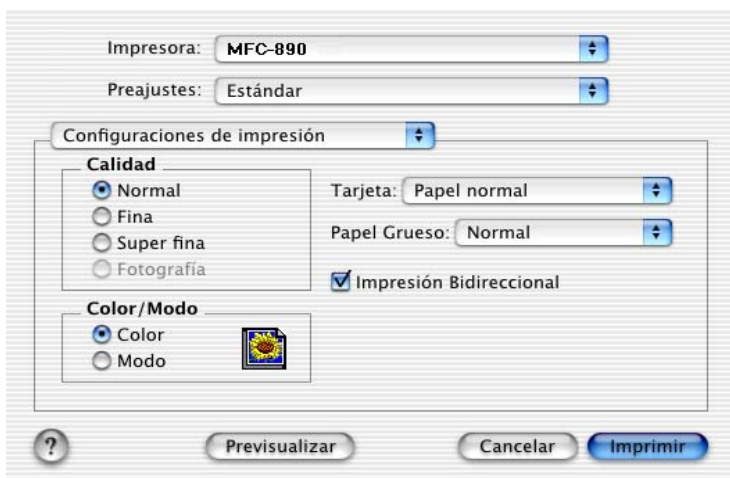 Impresora: MFC-890
Preajustes: Estándar
Configuraciones de impresión
Calidad
Normal
Fina
Super fina
Fotografía
Tarjeta: Papel normal
Papel Grueso: Normal
Impresión Bidireccional
Color/Modo
Color
Modo
?
Previsualizar
Cancelar
Imprimir